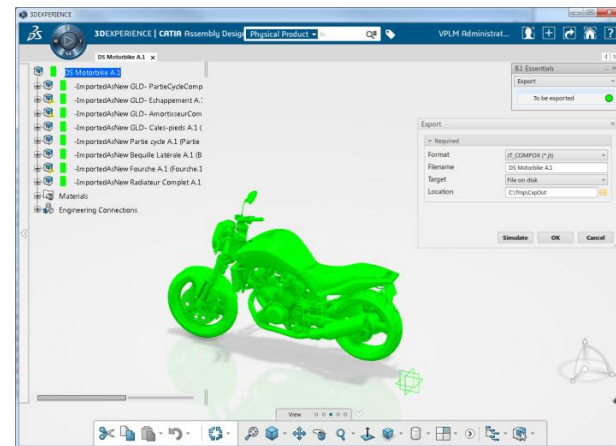 3DEXPERIENCE
3DEXPERIENCE | CATIA Assembly Desig Physical Product VPLM Administrat...
DS Motorbike A.1 x
DS Motorbike A.1
-ImportedAsNew GLD- PartieCycleComp
-ImportedAsNew GLD- Echappement A.:
-ImportedAsNew GLD- AmortisseurCom
-ImportedAsNew GLD- Cales-pieds A.1 (
-ImportedAsNew Partie cycle A.1 (Partie
-ImportedAsNew Bequille Latérale A.1 (B
-ImportedAsNew Fourche A.1 (Fourche.1
-ImportedAsNew Radiateur Complet A.1
Materials
Engineering Connections
B.I Essentials
Export
To be exported
Export
Required
Format JT_COMFOX (*.jt)
Filename DS Motorbike A.1
Target File on disk
Location C:\Tmp\CxpOut
Simulate OK Cancel
View